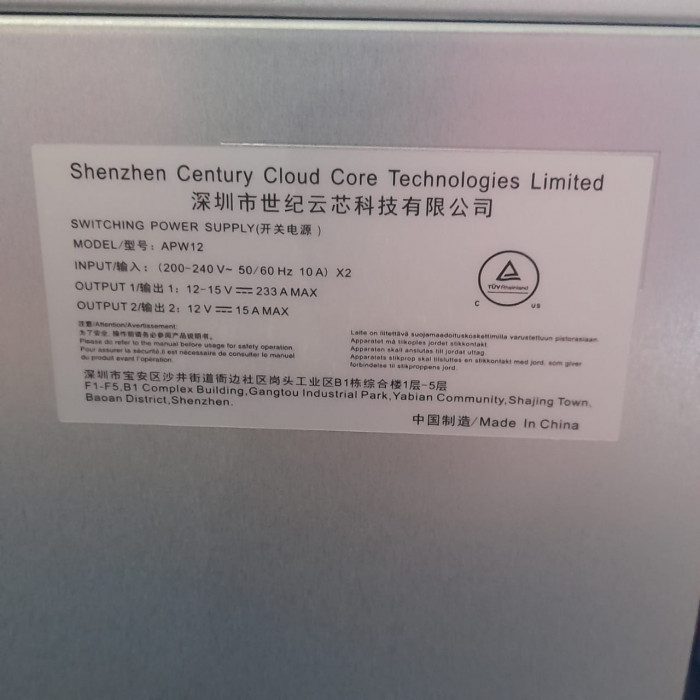 Shenzhen Century Cloud Core Technologies Limited
深圳市世纪云芯科技有限公司
SWITCHING POWER SUPPLY(开关电源 )
MODEL/型号: APW12
INPUT/输入: (200-240 V~ 50/60 Hz 10 A) X2
OUTPUT 1/输出 1: 12-15 V ⎓ 233 A MAX
OUTPUT 2/输出 2: 12 V ⎓ 15 A MAX
TÜVRheinland
C US
注意/Attention/Avertissement:
为了安全, 操作前请务必参阅产品说明书。
Please do refer to the manual before usage for safety operation.
Pour assurer la sécurité,il est nécessaire de consulter le manuel
du produit avant l'opération.
Laite on liitettävä suojamaadoituskoskettimilla varustettuun pistorasiaan
Apparatet må tilkoples jordet stikkontakt
Apparaten skall anslutas till jordat uttag
Apparatets stikprop skal tilsluttes en stikkontakt med jord, som giver
forbindelse til stikproppens jord.
深圳市宝安区沙井街道衙边社区岗头工业区B1栋综合楼1层-5层
F1-F5,B1 Complex Building,Gangtou Industrial Park,Yabian Community,Shajing Town,
Baoan District,Shenzhen.
中国制造/Made In China